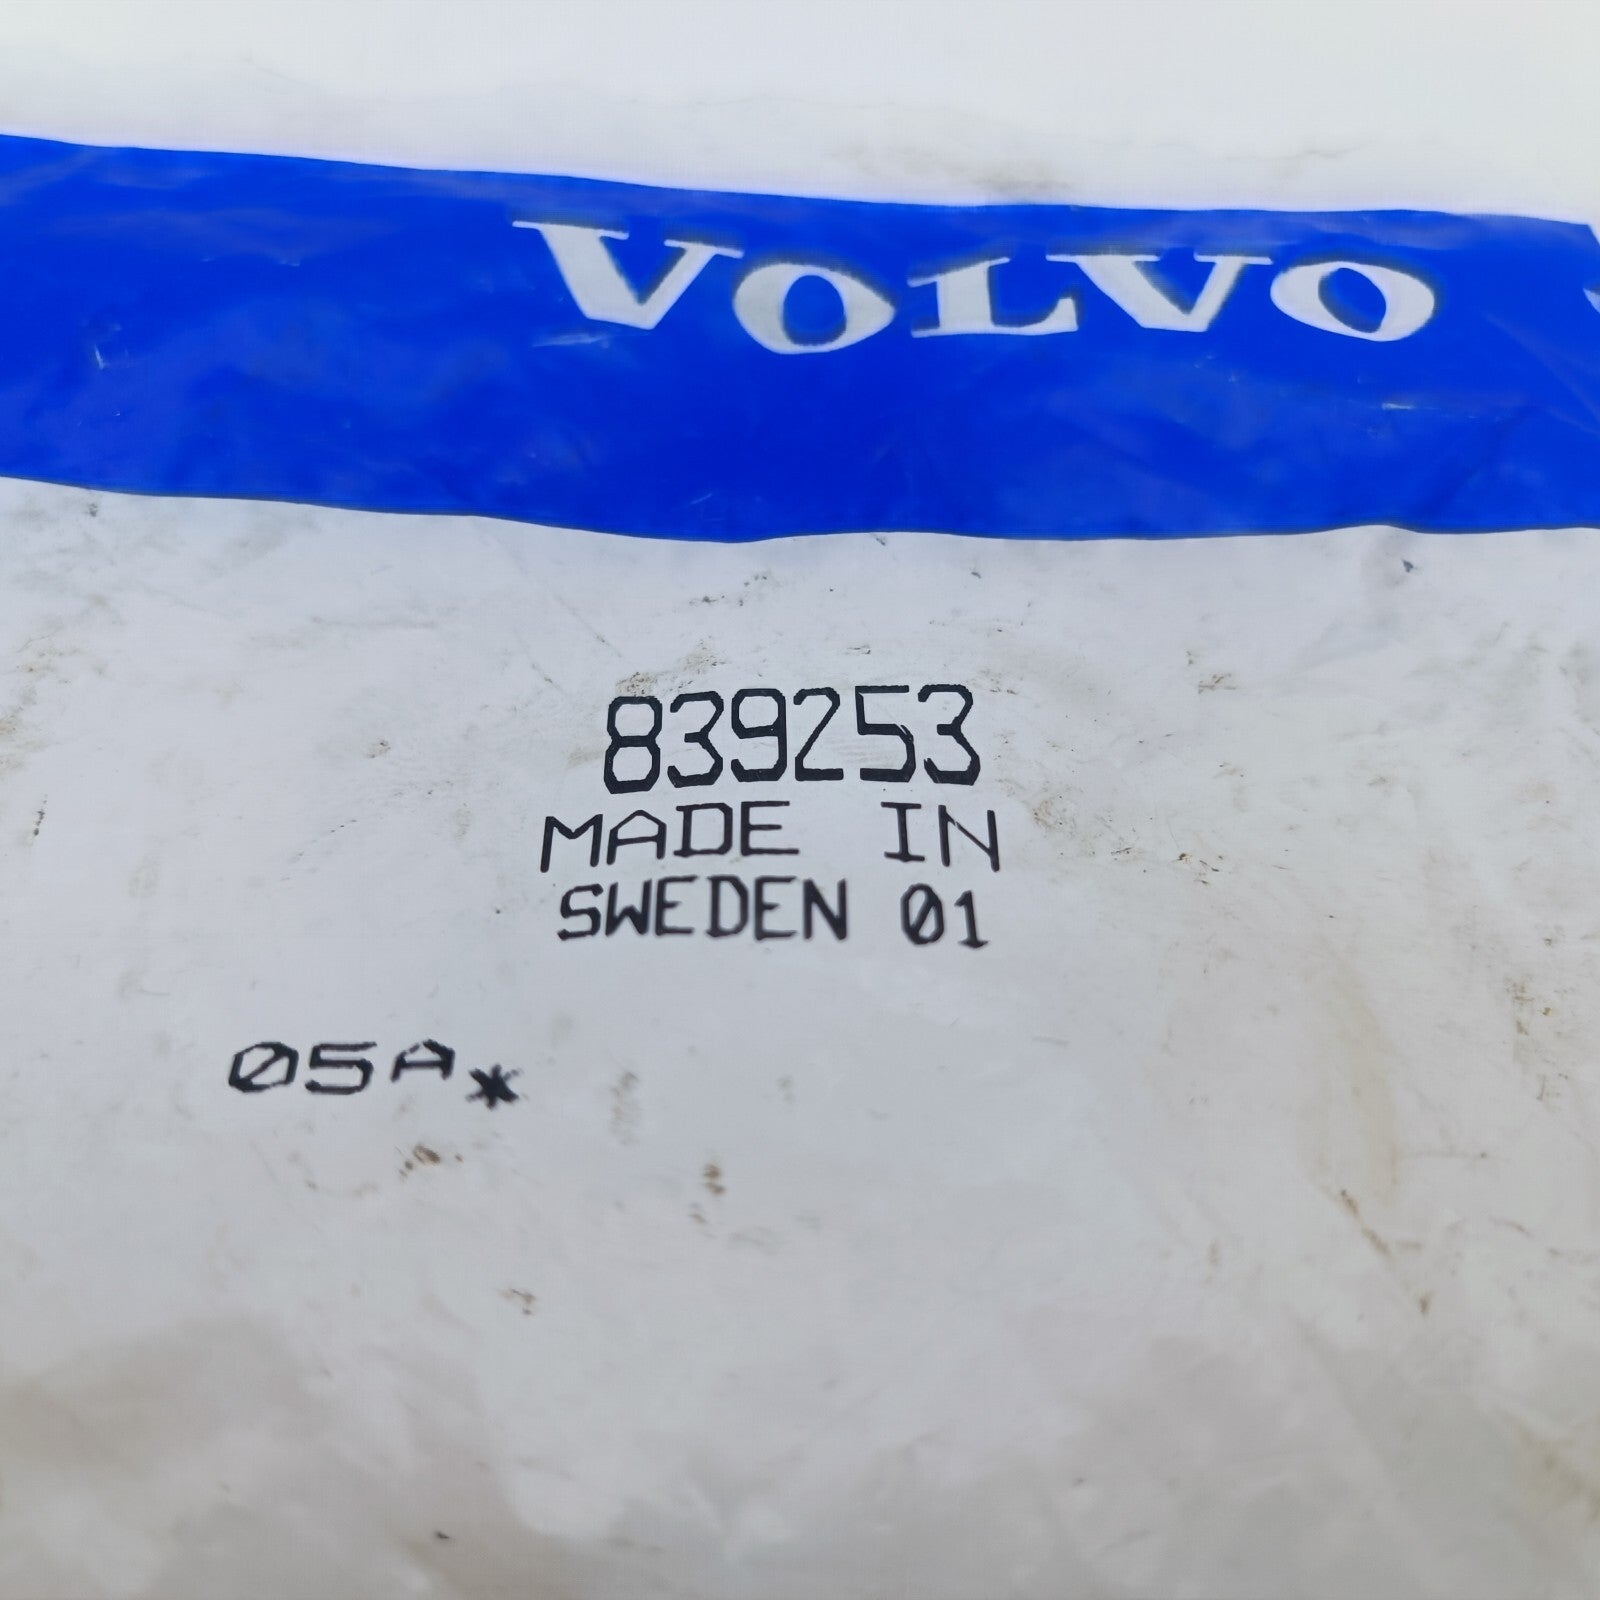 VOLVO
839253
MADE IN
SWEDEN 01
05A*